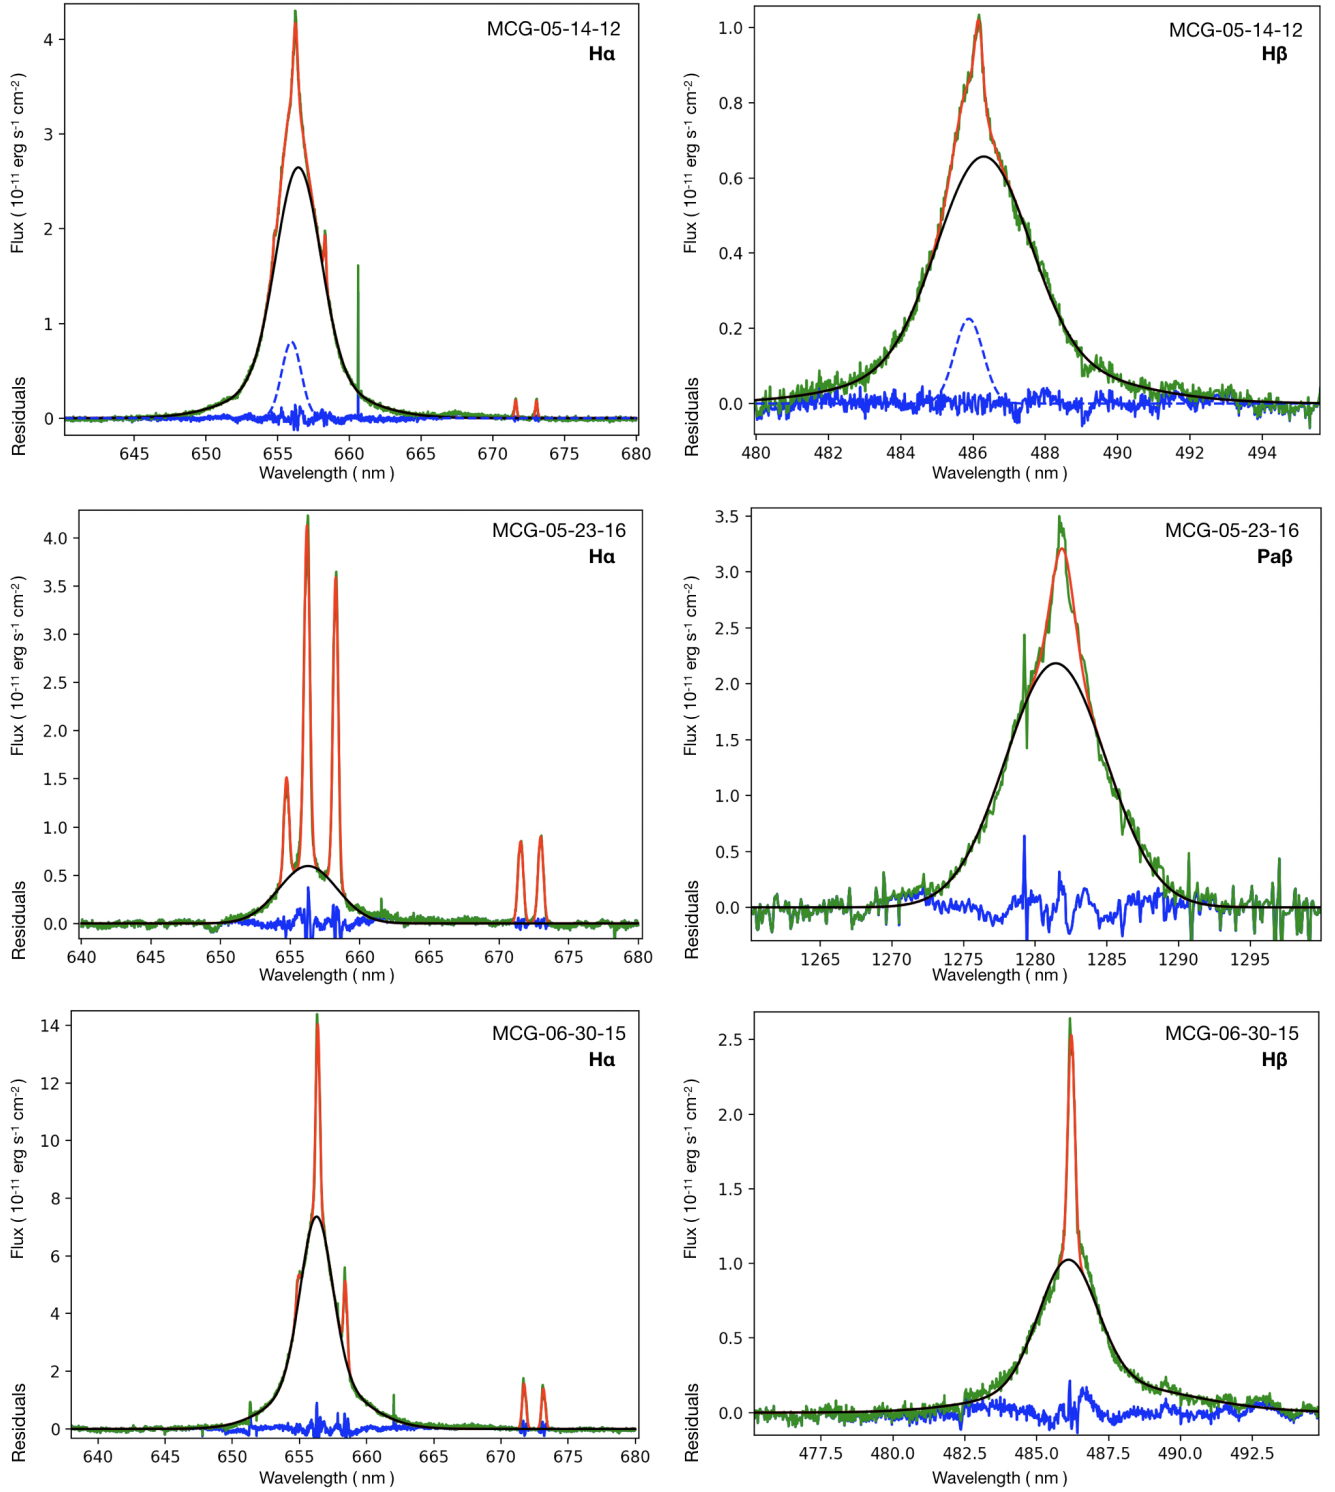 MCG-05-14-12
Hα
Flux ( 10⁻¹¹ erg s⁻¹ cm⁻²)
Residuals
4
3
2
1
0
645 650 655 660 665 670 675 680
Wavelength ( nm )
MCG-05-14-12
Hβ
Flux ( 10⁻¹¹ erg s⁻¹ cm⁻²)
Residuals
1.0
0.8
0.6
0.4
0.2
0.0
480 482 484 486 488 490 492 494
Wavelength ( nm )
MCG-05-23-16
Hα
Flux ( 10⁻¹¹ erg s⁻¹ cm⁻²)
Residuals
4.0
3.5
3.0
2.5
2.0
1.5
1.0
0.5
0.0
640 645 650 655 660 665 670 675 680
Wavelength ( nm )
MCG-05-23-16
Paβ
Flux ( 10⁻¹¹ erg s⁻¹ cm⁻²)
Residuals
3.5
3.0
2.5
2.0
1.5
1.0
0.5
0.0
1265 1270 1275 1280 1285 1290 1295
Wavelength ( nm )
MCG-06-30-15
Hα
Flux ( 10⁻¹¹ erg s⁻¹ cm⁻²)
Residuals
14
12
10
8
6
4
2
0
640 645 650 655 660 665 670 675 680
Wavelength ( nm )
MCG-06-30-15
Hβ
Flux ( 10⁻¹¹ erg s⁻¹ cm⁻²)
Residuals
2.5
2.0
1.5
1.0
0.5
0.0
477.5 480.0 482.5 485.0 487.5 490.0 492.5
Wavelength ( nm )